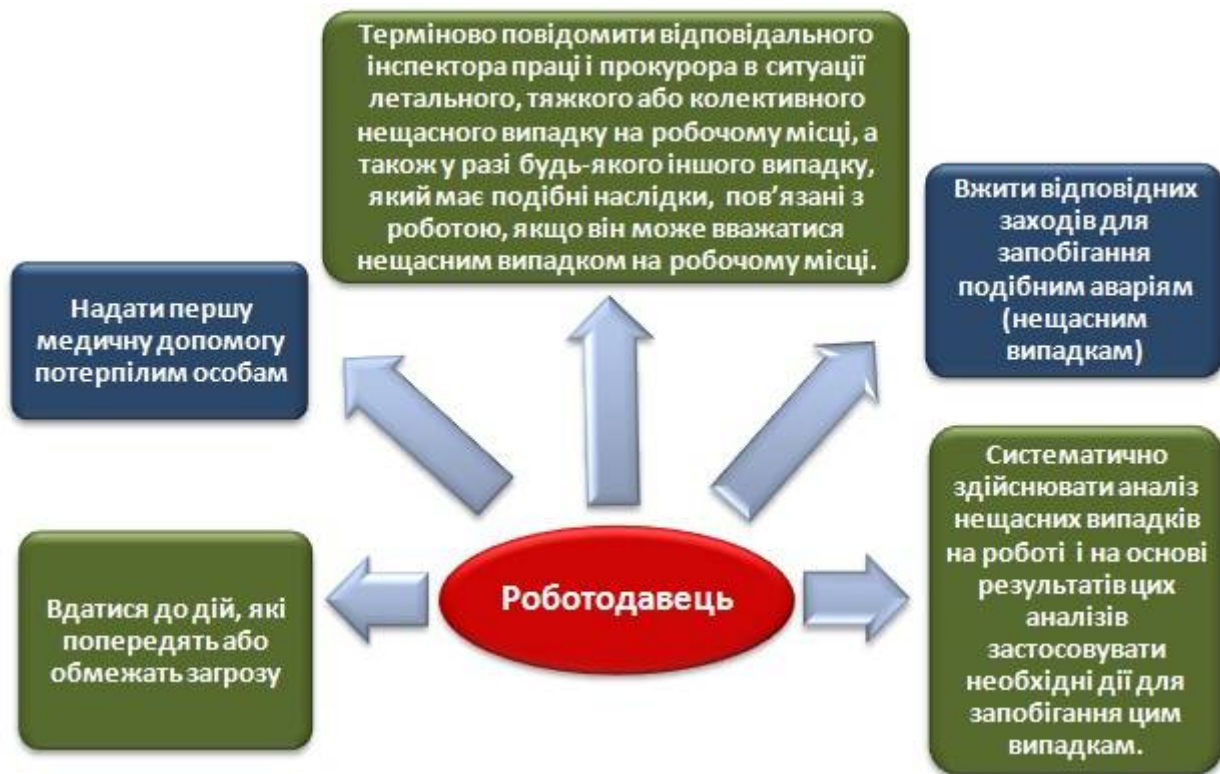 Терміново повідомити відповідального
інспектора праці і прокурора в ситуації
летального, тяжкого або колективного
нещасного випадку на робочому місці, а
також у разі будь-якого іншого випадку,
який має подібні наслідки, пов’язані з
роботою, якщо він може вважатися
нещасним випадком на робочому місці.
Надати першу
медичну допомогу
потерпілим особам
Вжити відповідних
заходів для
запобігання
подібним аваріям
(нещасним
випадкам)
Вдатися до дій, які
попередять або
обмежать загрозу
Роботодавець
Систематично
здійснювати аналіз
нещасних випадків
на роботі і на основі
результатів цих
аналізів
застосовувати
необхідні дії для
запобігання цим
випадкам.